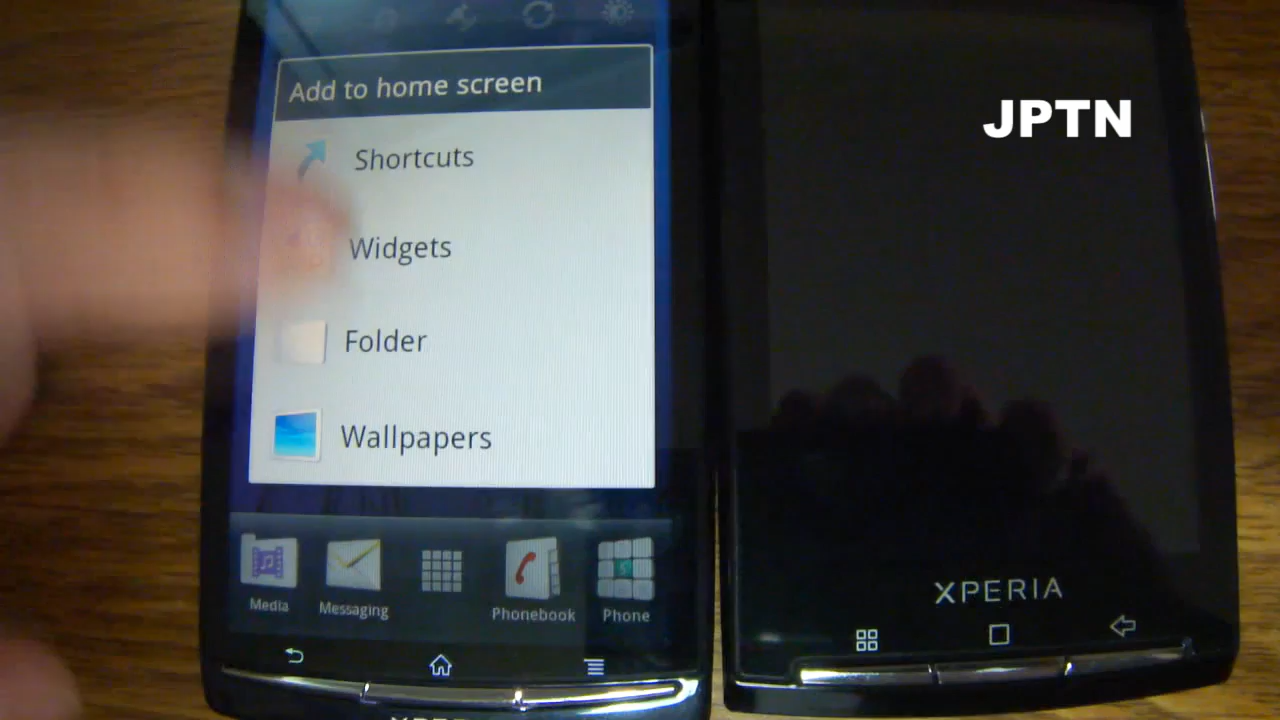 Add to home screen
Shortcuts
Widgets
Folder
Wallpapers
Media
Messaging
Phonebook
Phone
JPTN
XPERIA